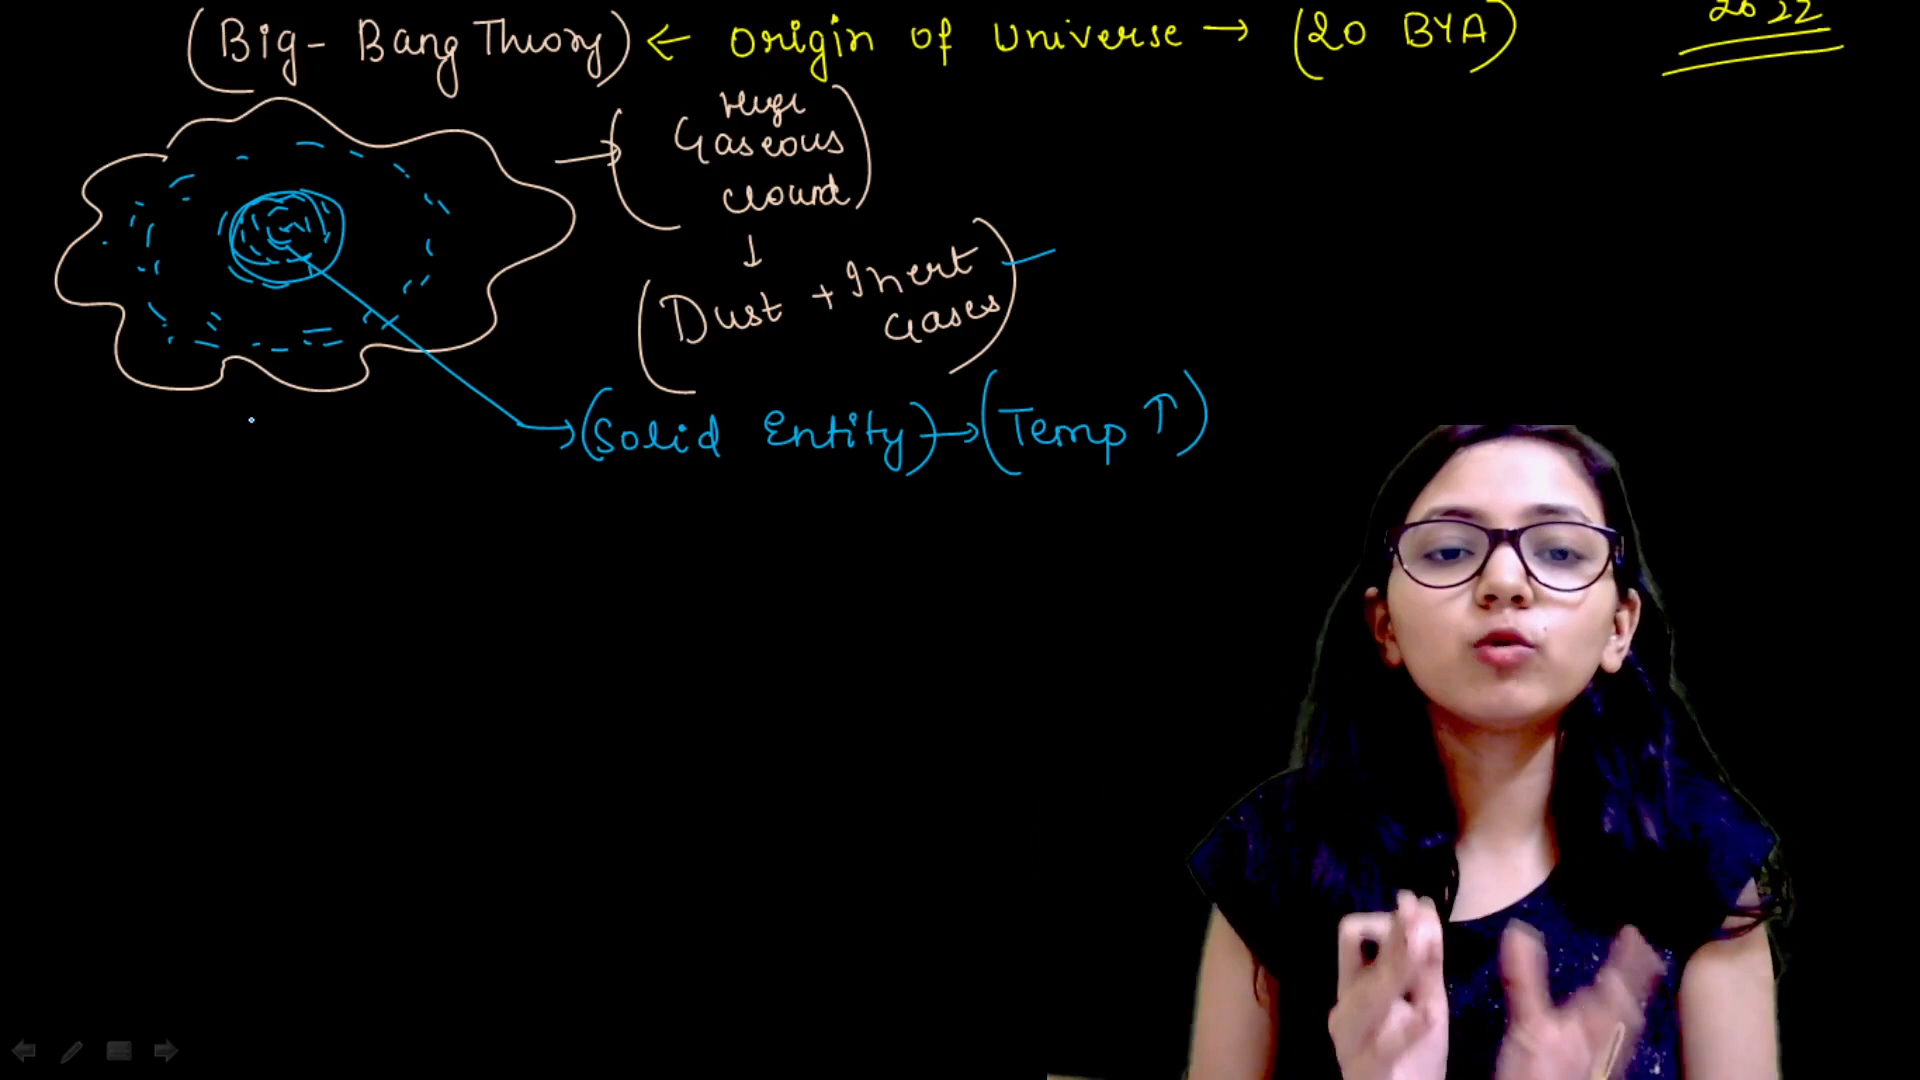 (Big- Bang Theory) ← Origin of Universe → (20 BYA)
2022
Huge
Gaseous
cloud
↓
(Dust + Inert
Gases)
→ (Solid Entity) → (Temp ↑)